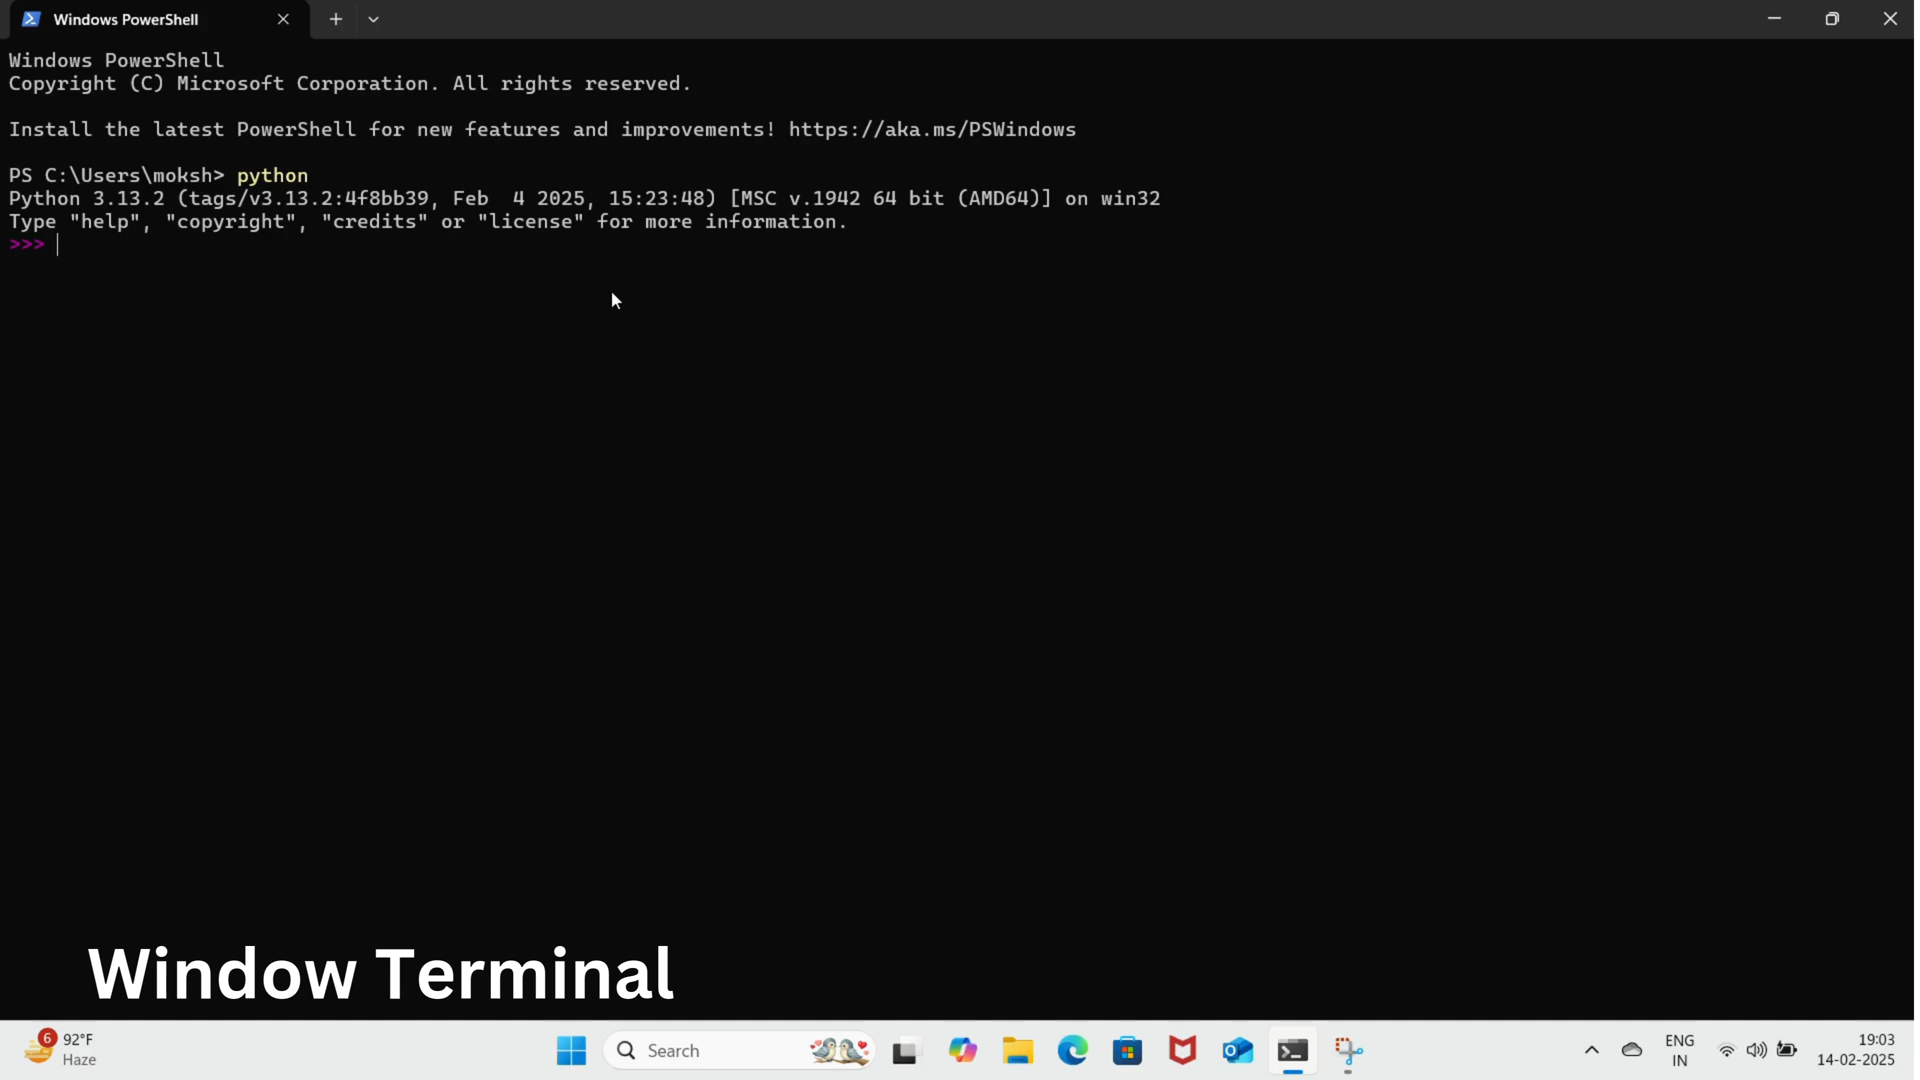 Windows PowerShell
Windows PowerShell
Copyright (C) Microsoft Corporation. All rights reserved.
Install the latest PowerShell for new features and improvements! https://aka.ms/PSWindows
PS C:\Users\moksh> python
Python 3.13.2 (tags/v3.13.2:4f8bb39, Feb  4 2025, 15:23:48) [MSC v.1942 64 bit (AMD64)] on win32
Type "help", "copyright", "credits" or "license" for more information.
>>>
Window Terminal
6
92°F
Haze
Search
ENG
IN
19:03
14-02-2025